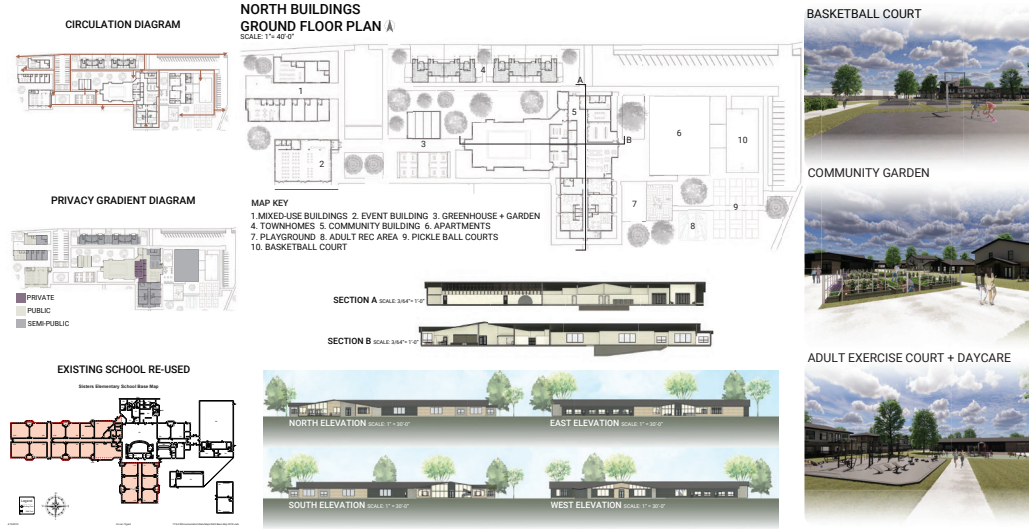 CIRCULATION DIAGRAM
PRIVACY GRADIENT DIAGRAM
PRIVATE
PUBLIC
SEMI-PUBLIC
EXISTING SCHOOL RE-USED
Sisters Elementary School Base Map
NORTH BUILDINGS
GROUND FLOOR PLAN
SCALE: 1"= 40'-0"
A
4
1
5
B
6
10
3
2
7
9
8
MAP KEY
1.MIXED-USE BUILDINGS 2. EVENT BUILDING 3. GREENHOUSE + GARDEN
4. TOWNHOMES 5. COMMUNITY BUILDING 6. APARTMENTS
7. PLAYGROUND 8. ADULT REC AREA 9. PICKLE BALL COURTS
10. BASKETBALL COURT
SECTION A SCALE: 3/64"= 1'-0"
SECTION B SCALE: 3/64"= 1'-0"
NORTH ELEVATION SCALE: 1" = 30'-0"
EAST ELEVATION SCALE: 1" = 30'-0"
SOUTH ELEVATION SCALE: 1" = 30'-0"
WEST ELEVATION SCALE: 1" = 30'-0"
BASKETBALL COURT
COMMUNITY GARDEN
ADULT EXERCISE COURT + DAYCARE